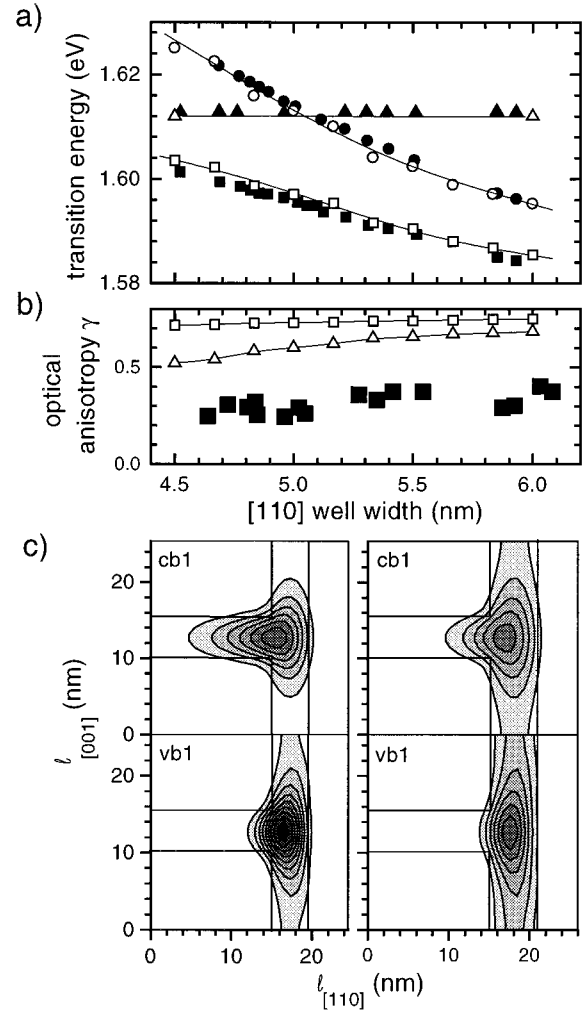 a)
transition energy (eV)
1.62
1.60
1.58
b)
optical
anisotropy γ
0.5
0.0
4.5 5.0 5.5 6.0
[110] well width (nm)
c)
cb1 cb1
20
10
0
vb1 vb1
20
10
0
ℓ[001] (nm)
0 10 20 0 10 20
ℓ[110] (nm)